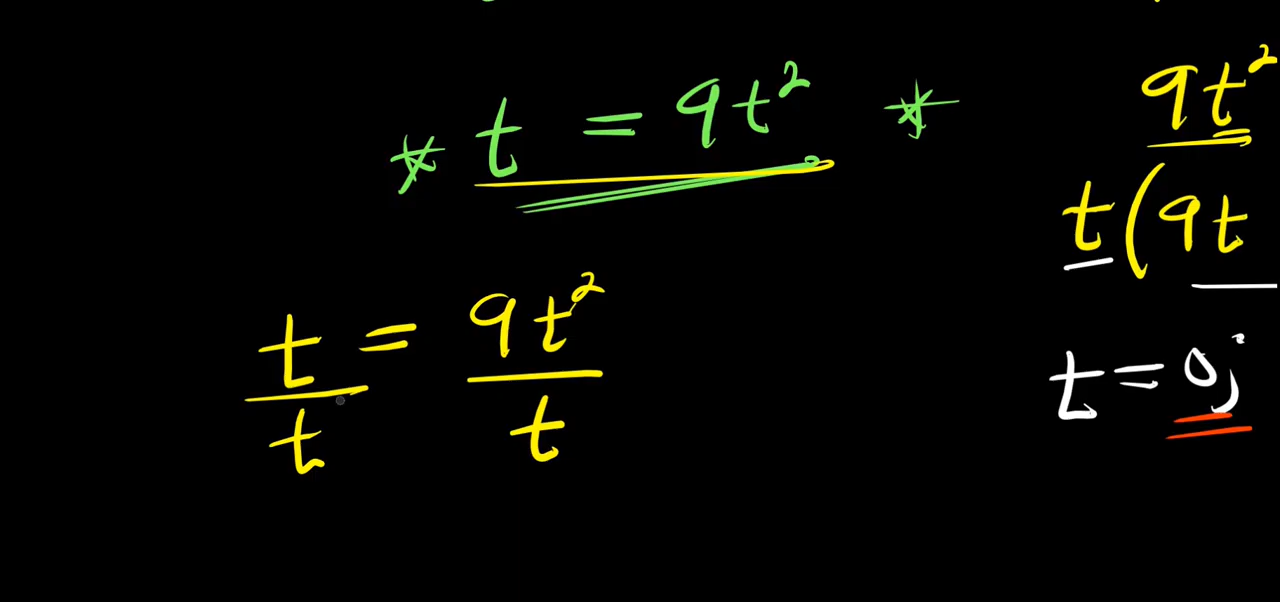 * t = 9t² *
t/t = 9t²/t
9t²
t(9t
t = 0;